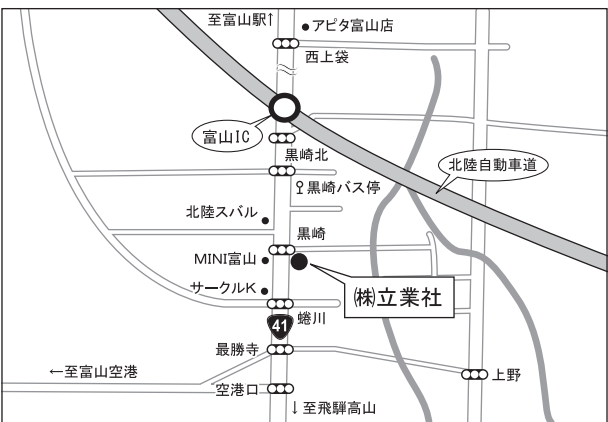 至富山駅↑
アピタ富山店
西上袋
富山IC
黒崎北
北陸自動車道
黒崎バス停
北陸スバル
黒崎
MINI富山
サークルK
㈱立業社
蜷川
41
最勝寺
←至富山空港
上野
空港口
↓至飛騨高山